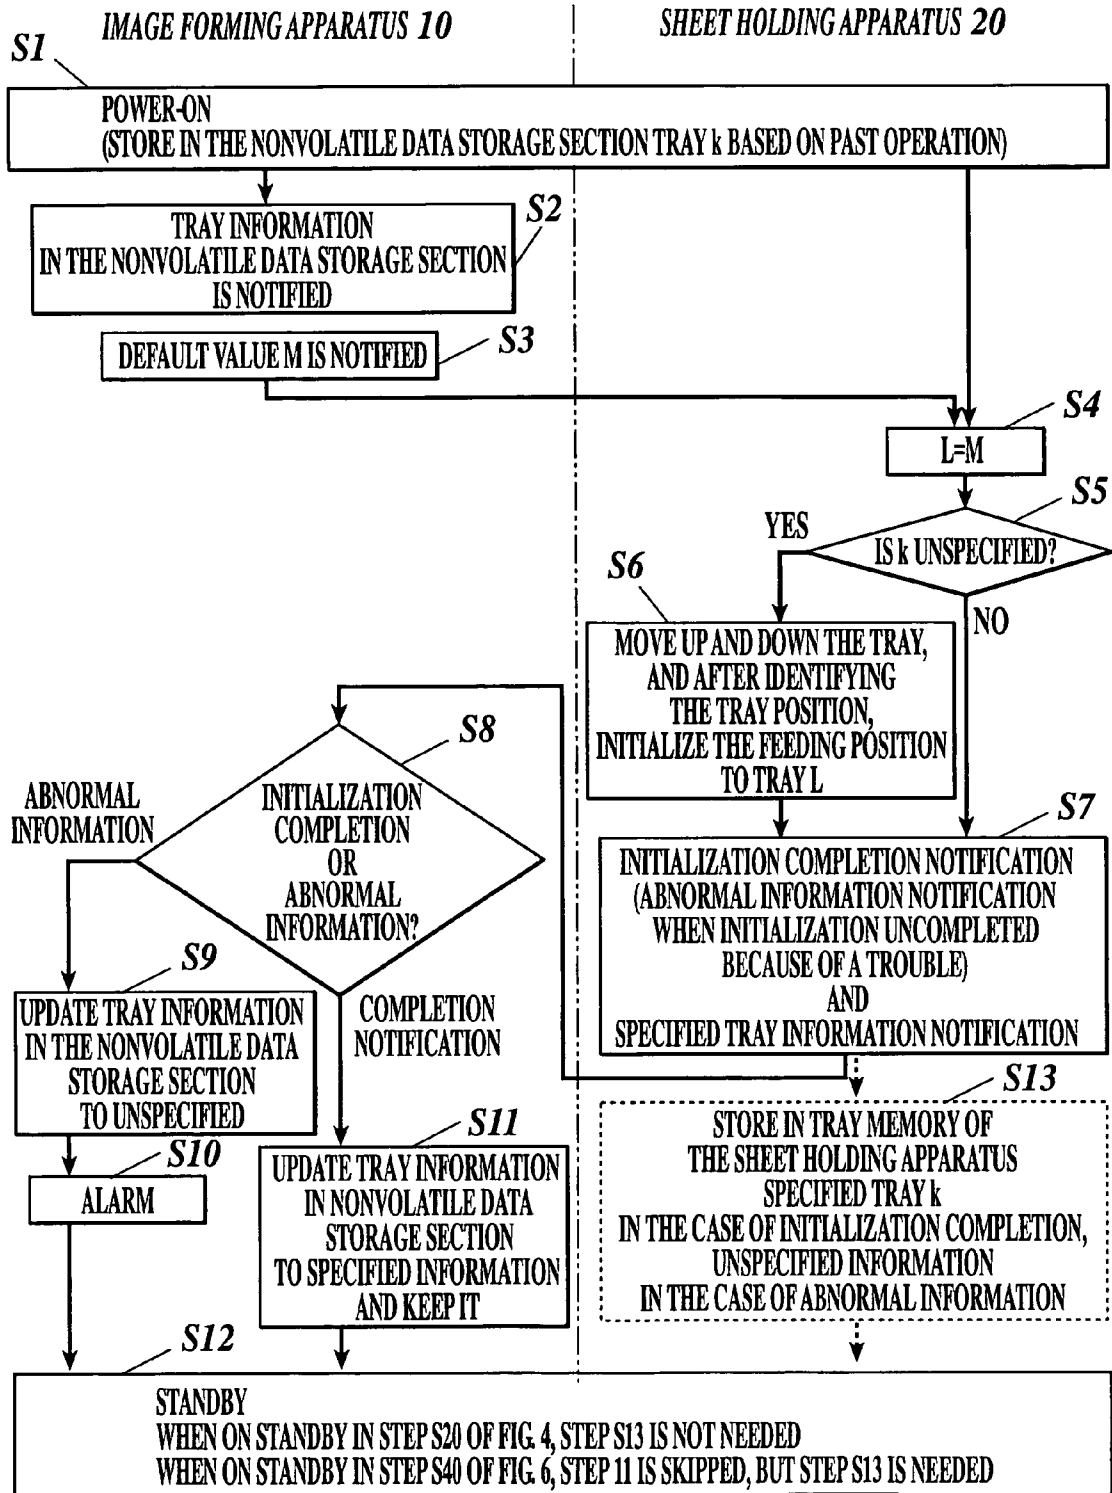 IMAGE FORMING APPARATUS 10
SHEET HOLDING APPARATUS 20
S1
POWER-ON
(STORE IN THE NONVOLATILE DATA STORAGE SECTION TRAY k BASED ON PAST OPERATION)
S2
TRAY INFORMATION
IN THE NONVOLATILE DATA STORAGE SECTION
IS NOTIFIED
S3
DEFAULT VALUE M IS NOTIFIED
S4
L=M
S5
IS k UNSPECIFIED?
YES
NO
S6
MOVE UP AND DOWN THE TRAY,
AND AFTER IDENTIFYING
THE TRAY POSITION,
INITIALIZE THE FEEDING POSITION
TO TRAY L
S7
INITIALIZATION COMPLETION NOTIFICATION
(ABNORMAL INFORMATION NOTIFICATION
WHEN INITIALIZATION UNCOMPLETED
BECAUSE OF A TROUBLE)
AND
SPECIFIED TRAY INFORMATION NOTIFICATION
S8
INITIALIZATION
COMPLETION
OR
ABNORMAL
INFORMATION?
ABNORMAL
INFORMATION
COMPLETION
NOTIFICATION
S9
UPDATE TRAY INFORMATION
IN THE NONVOLATILE DATA
STORAGE SECTION
TO UNSPECIFIED
S10
ALARM
S11
UPDATE TRAY INFORMATION
IN NONVOLATILE DATA
STORAGE SECTION
TO SPECIFIED INFORMATION
AND KEEP IT
S13
STORE IN TRAY MEMORY OF
THE SHEET HOLDING APPARATUS
SPECIFIED TRAY k
IN THE CASE OF INITIALIZATION COMPLETION,
UNSPECIFIED INFORMATION
IN THE CASE OF ABNORMAL INFORMATION
S12
STANDBY
WHEN ON STANDBY IN STEP S20 OF FIG. 4, STEP S13 IS NOT NEEDED
WHEN ON STANDBY IN STEP S40 OF FIG. 6, STEP 11 IS SKIPPED, BUT STEP S13 IS NEEDED